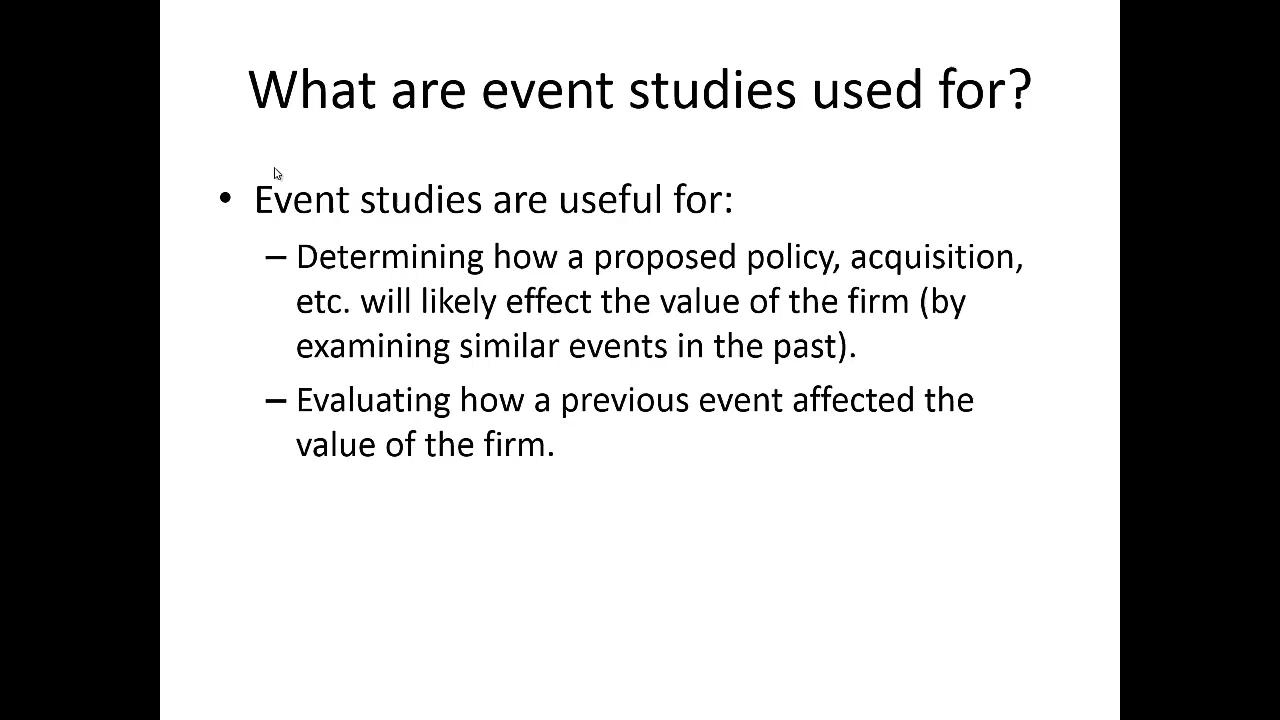 What are event studies used for?
• Event studies are useful for:
– Determining how a proposed policy, acquisition,
etc. will likely effect the value of the firm (by
examining similar events in the past).
– Evaluating how a previous event affected the
value of the firm.